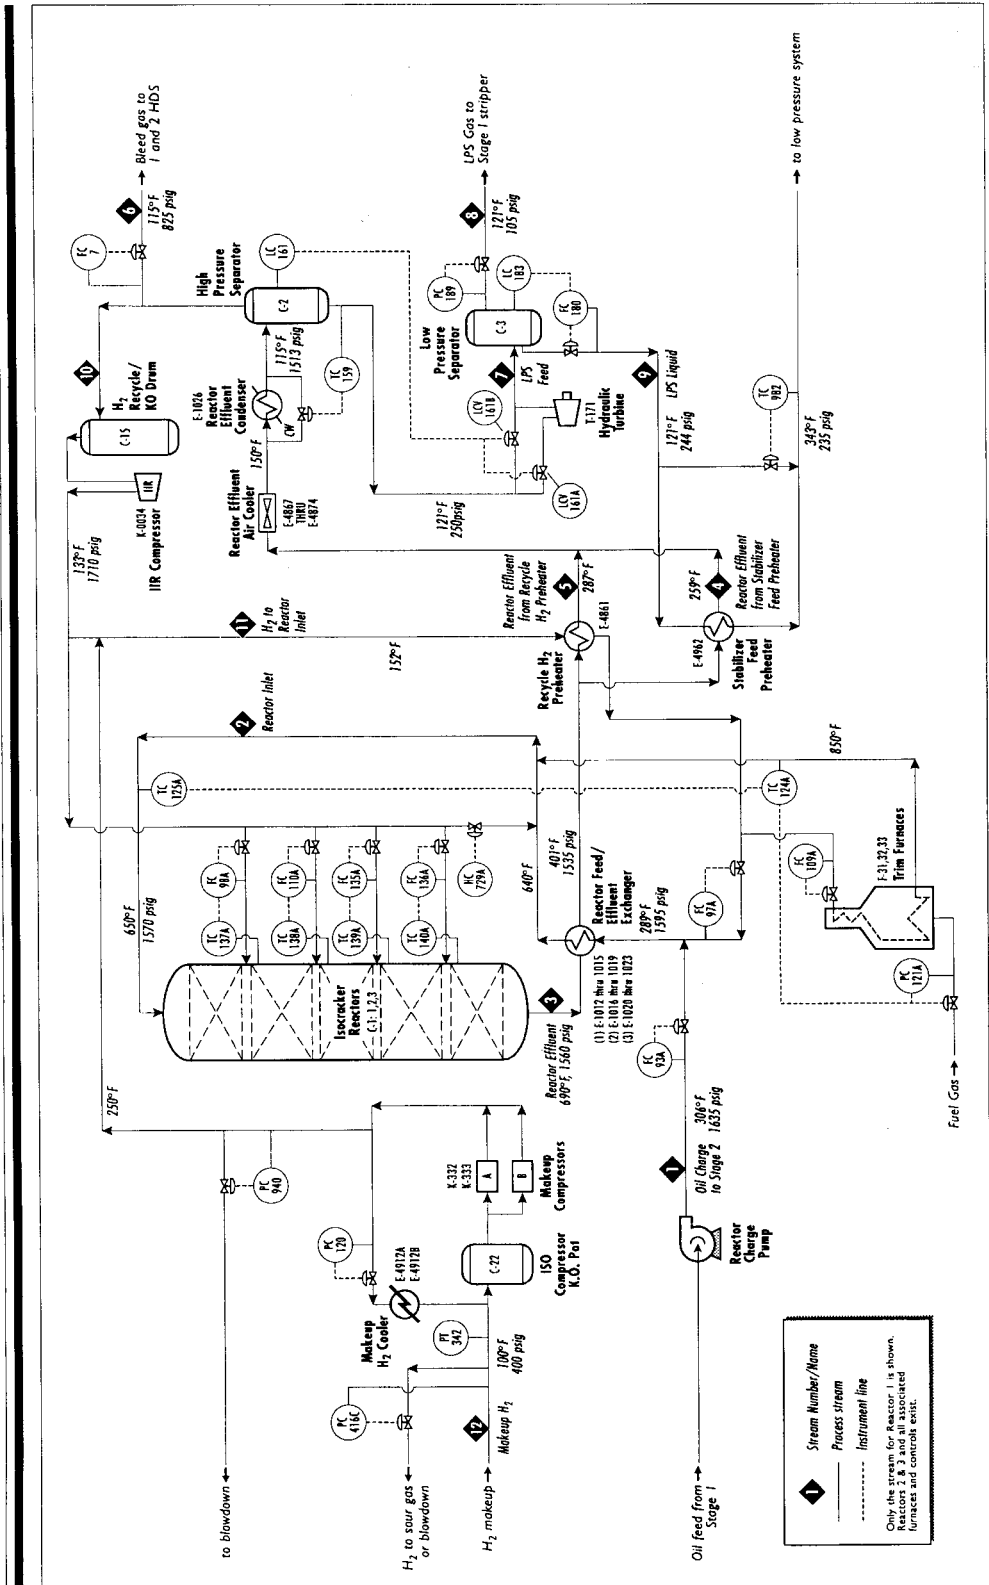 to blowdown
H2 to sour gas
or blowdown
H2 makeup
Oil feed from
Stage 1
Fuel Gas
Bleed gas to
1 and 2 HDS
LPS Gas to
Stage 1 stripper
to low pressure system
6
115°F
825 psig
FC
7
10
H2
Recycle/
KO Drum
C-15
IIR
K-0034
IIR Compressor
133°F
1710 psig
High
Pressure
Separator
C-2
LC
161
115°F
1513 psig
TC
159
E-1026
Reactor
Effluent
Condenser
CW
150°F
Reactor Effluent
Air Cooler
E-4867
THRU
E-4874
8
121°F
105 psig
PC
189
LC
183
FC
180
Low
Pressure
Separator
C-3
7
LPS
Feed
LCV
161B
LCV
161A
T-171
Hydraulic
Turbine
121°F
250psig
9
LPS Liquid
121°F
244 psig
TC
982
343°F
235 psig
11
H2 to
Reactor
Inlet
152°F
Reactor Effluent
from Recycle
H2 Preheater
5
287°F
E-4861
Recycle H2
Preheater
259°F
4
Reactor Effluent
from Stabilizer
Feed Preheater
E-4962
Stabilizer
Feed
Preheater
2
Reactor Inlet
TC
125A
TC
124A
850°F
650°F
1570 psig
FC
98A
FC
110A
FC
135A
FC
136A
HC
729A
TC
137A
TC
138A
TC
139A
TC
140A
Isocracker
Reactors
C-1: 1,2,3
3
Reactor Effluent
690°F, 1560 psig
640°F
401°F
1535 psig
Reactor Feed/
Effluent
Exchanger
289°F
1595 psig
(1) E-1012 thru 1015
(2) E-1016 thru 1019
(3) E-1020 thru 1023
FC
97A
FC
109A
F-31,32,33
Trim Furnaces
PC
121A
FC
93A
1
306°F
1635 psig
Oil Charge
to Stage 2
Reactor
Charge
Pump
250°F
PC
940
PC
120
E-4912A
E-4912B
Makeup
H2 Cooler
K-332
K-333
A
B
Makeup
Compressors
C-22
ISO
Compressor
K.O. Pot
PT
342
100°F
400 psig
PC
416C
12
Makeup H2
1
Stream Number/Name
Process stream
Instrument line
Only the stream for Reactor 1 is shown.
Reactors 2 & 3 and all associated
furnaces and controls exist.